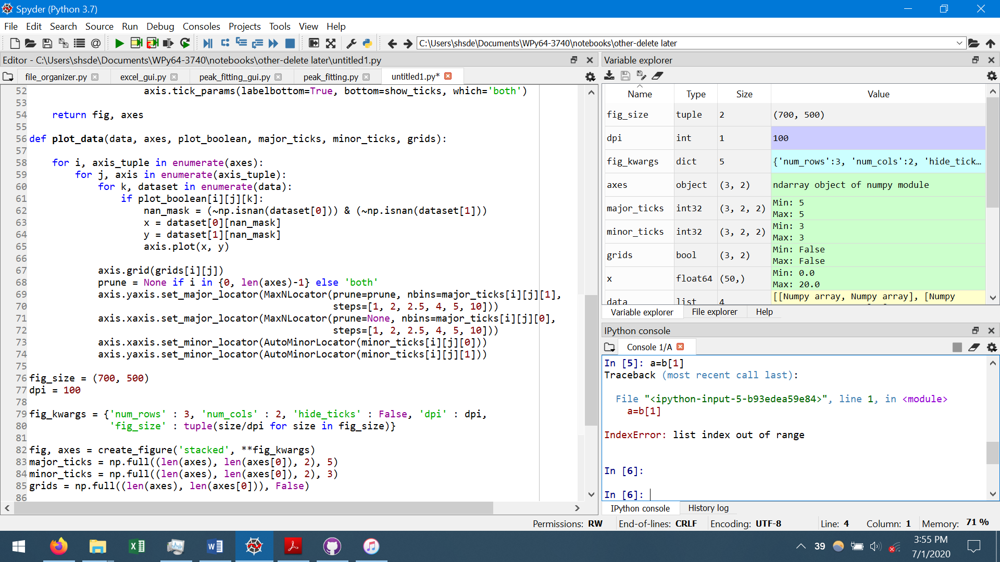 Spyder (Python 3.7)
File Edit Search Source Run Debug Consoles Projects Tools View Help
C:\Users\shsde\Documents\WPy64-3740\notebooks\other-delete later
Editor - C:\Users\shsde\Documents\WPy64-3740\notebooks\other-delete later\untitled1.py
file_organizer.py excel_gui.py peak_fitting_gui.py peak_fitting.py untitled1.py*
52                     axis.tick_params(labelbottom=True, bottom=show_ticks, which='both')
53
54     return fig, axes
55
56 def plot_data(data, axes, plot_boolean, major_ticks, minor_ticks, grids):
57
58     for i, axis_tuple in enumerate(axes):
59         for j, axis in enumerate(axis_tuple):
60             for k, dataset in enumerate(data):
61                 if plot_boolean[i][j][k]:
62                     nan_mask = (~np.isnan(dataset[0])) & (~np.isnan(dataset[1]))
63                     x = dataset[0][nan_mask]
64                     y = dataset[1][nan_mask]
65                     axis.plot(x, y)
66
67             axis.grid(grids[i][j])
68             prune = None if i in {0, len(axes)-1} else 'both'
69             axis.yaxis.set_major_locator(MaxNLocator(prune=prune, nbins=major_ticks[i][j][1],
70                                                      steps=[1, 2, 2.5, 4, 5, 10]))
71             axis.xaxis.set_major_locator(MaxNLocator(prune=None, nbins=major_ticks[i][j][0],
72                                                      steps=[1, 2, 2.5, 4, 5, 10]))
73             axis.xaxis.set_minor_locator(AutoMinorLocator(minor_ticks[i][j][0]))
74             axis.yaxis.set_minor_locator(AutoMinorLocator(minor_ticks[i][j][1]))
75
76 fig_size = (700, 500)
77 dpi = 100
78
79 fig_kwargs = {'num_rows' : 3, 'num_cols' : 2, 'hide_ticks' : False, 'dpi' : dpi,
80               'fig_size' : tuple(size/dpi for size in fig_size)}
81
82 fig, axes = create_figure('stacked', **fig_kwargs)
83 major_ticks = np.full((len(axes), len(axes[0]), 2), 5)
84 minor_ticks = np.full((len(axes), len(axes[0]), 2), 3)
85 grids = np.full((len(axes), len(axes[0])), False)
86
Variable explorer
Name Type Size Value
fig_size tuple 2 (700, 500)
dpi int 1 100
fig_kwargs dict 5 {'num_rows':3, 'num_cols':2, 'hide_tick…
axes object (3, 2) ndarray object of numpy module
major_ticks int32 (3, 2, 2) Min: 5
Max: 5
minor_ticks int32 (3, 2, 2) Min: 3
Max: 3
grids bool (3, 2) Min: False
Max: False
x float64 (50,) Min: 0.0
Max: 20.0
data list 4 [[Numpy array, Numpy array], [Numpy
Variable explorer File explorer Help
IPython console
Console 1/A
In [5]: a=b[1]
Traceback (most recent call last):
  File "<ipython-input-5-b93edea59e84>", line 1, in <module>
    a=b[1]
IndexError: list index out of range
In [6]:
In [6]:
IPython console History log
Permissions: RW End-of-lines: CRLF Encoding: UTF-8 Line: 4 Column: 1 Memory: 71 %
39
3:55 PM
7/1/2020